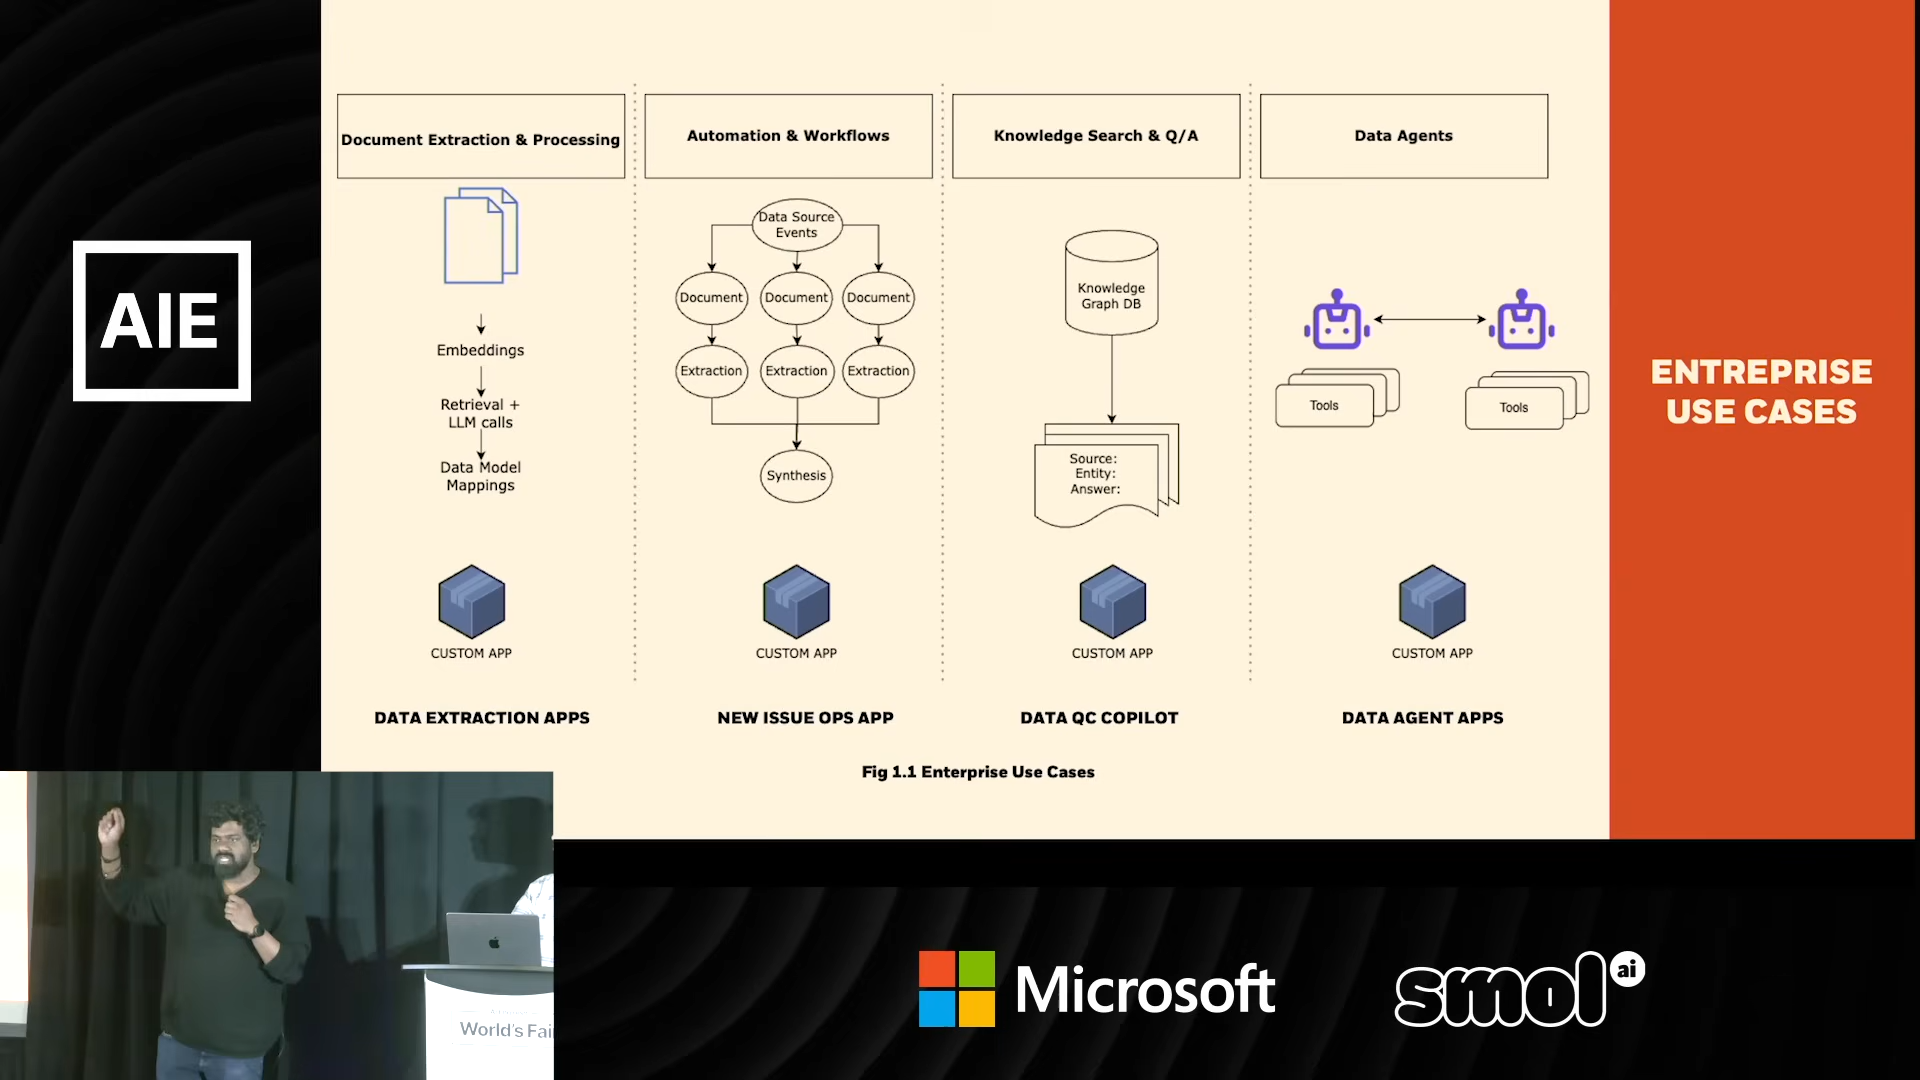 AIE
Document Extraction & Processing
Embeddings
Retrieval +
LLM calls
Data Model
Mappings
CUSTOM APP
DATA EXTRACTION APPS
Automation & Workflows
Data Source
Events
Document
Document
Document
Extraction
Extraction
Extraction
Synthesis
CUSTOM APP
NEW ISSUE OPS APP
Knowledge Search & Q/A
Knowledge
Graph DB
Source:
Entity:
Answer:
CUSTOM APP
DATA QC COPILOT
Data Agents
Tools
Tools
CUSTOM APP
DATA AGENT APPS
Fig 1.1 Enterprise Use Cases
ENTREPRISE
USE CASES
World's Fai
Microsoft
smol ai